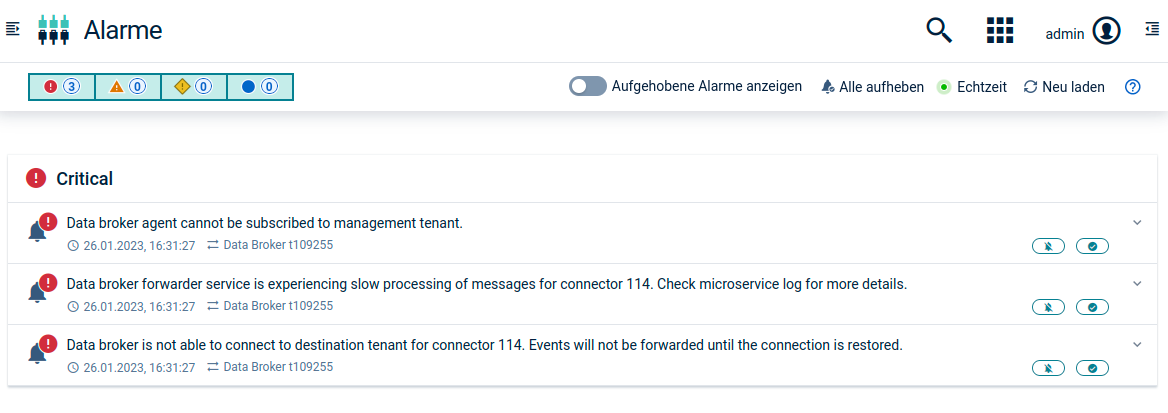 Alarme
admin
3 0 0 0
Aufgehobene Alarme anzeigen Alle aufheben Echtzeit Neu laden
Critical
Data broker agent cannot be subscribed to management tenant.
26.01.2023, 16:31:27 Data Broker t109255
Data broker forwarder service is experiencing slow processing of messages for connector 114. Check microservice log for more details.
26.01.2023, 16:31:27 Data Broker t109255
Data broker is not able to connect to destination tenant for connector 114. Events will not be forwarded until the connection is restored.
26.01.2023, 16:31:27 Data Broker t109255